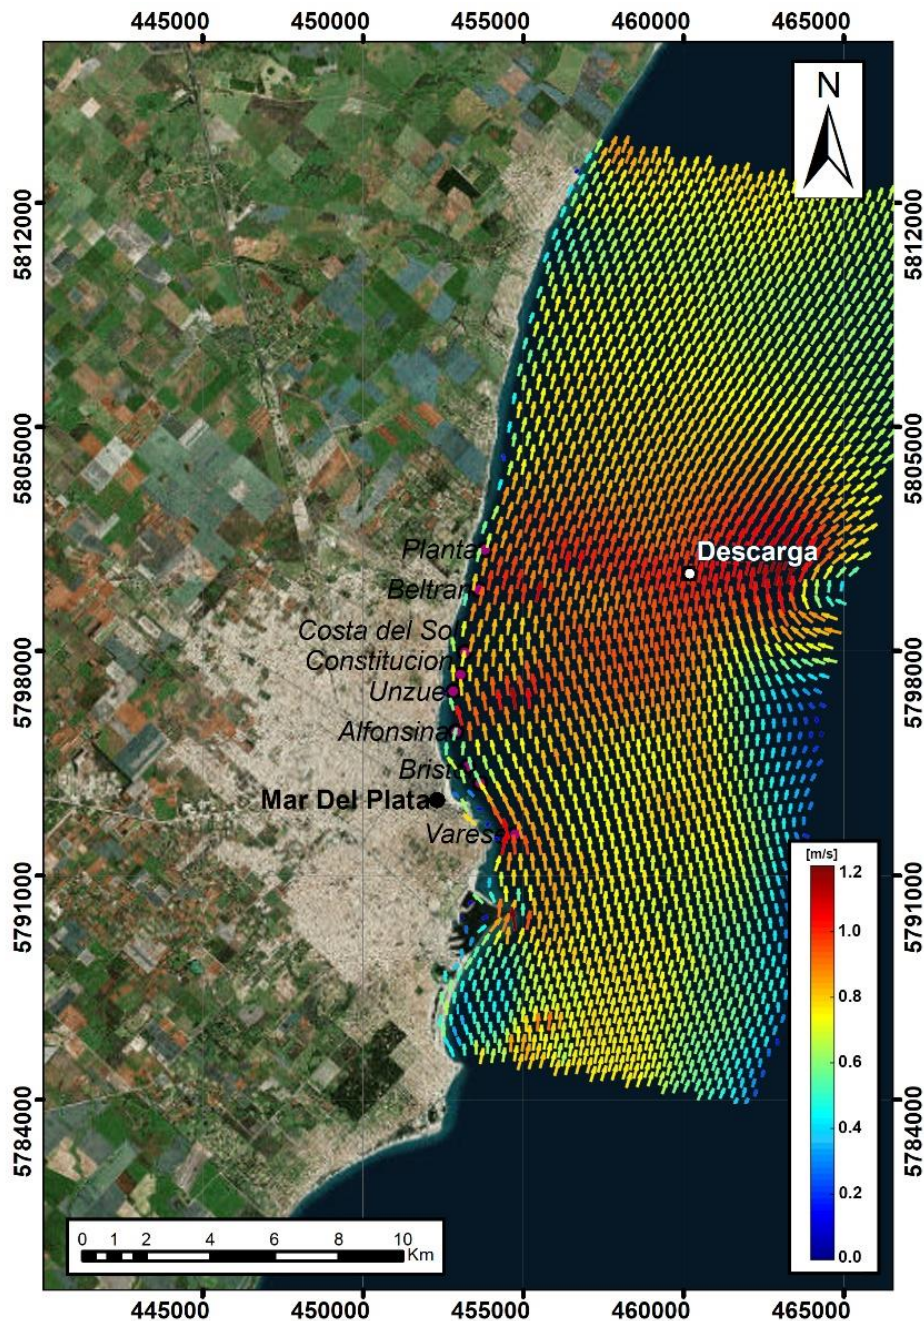 445000 450000 455000 460000 465000
N
5812000 5812000
5805000 5805000
Planta
Descarga
Beltran
Costa del So
Constitucion
Unzue
5798000 5798000
Alfonsina
Brist
Mar Del Plata
Varese
[m/s]
1.2
5791000 5791000
1.0
0.8
0.6
0.4
0.2
0.0
5784000 5784000
0 1 2 4 6 8 10
Km
445000 450000 455000 460000 465000